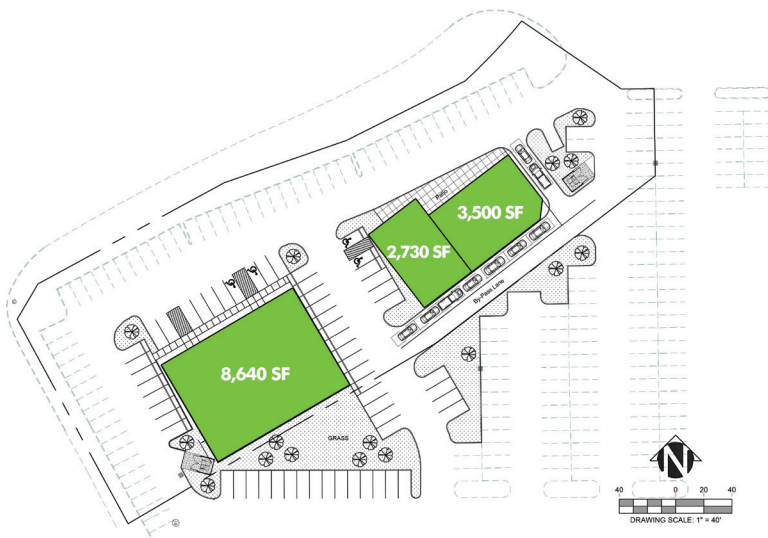 3,500 SF
Patio
2,730 SF
By-Pass Lane
8,640 SF
GRASS
N
40 0 20 40
DRAWING SCALE: 1" = 40'